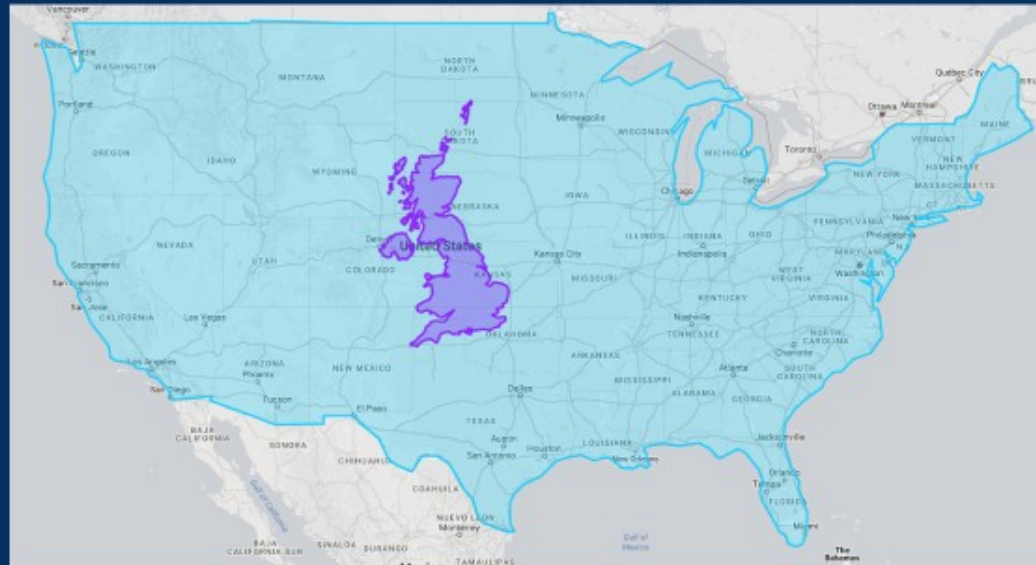 Vancouver
Seattle
WASHINGTON
Portland
OREGON
IDAHO
MONTANA
NORTH
DAKOTA
SOUTH
DAKOTA
MINNESOTA
Minneapolis
WISCONSIN
MICHIGAN
Detroit
Toronto
Ottawa
Montreal
Québec City
MAINE
VERMONT
NEW
HAMPSHIRE
MASSACHUSETTS
CT
NEW YORK
WYOMING
NEBRASKA
IOWA
Chicago
ILLINOIS
INDIANA
Indianapolis
OHIO
PENNSYLVANIA
New York
Philadelphia
N.J.
MARYLAND
DE
Washington
NEVADA
UTAH
COLORADO
United States
KANSAS
Kansas City
MISSOURI
WEST
VIRGINIA
VIRGINIA
KENTUCKY
Sacramento
San Francisco
San Jose
CALIFORNIA
Las Vegas
Los Angeles
San Diego
ARIZONA
Phoenix
Tucson
NEW MEXICO
El Paso
OKLAHOMA
ARKANSAS
Nashville
TENNESSEE
NORTH
CAROLINA
Charlotte
SOUTH
CAROLINA
Atlanta
GEORGIA
ALABAMA
MISSISSIPPI
Dallas
TEXAS
Austin
San Antonio
Houston
LOUISIANA
New Orleans
Jacksonville
Orlando
Tampa
FLORIDA
Miami
BAJA
CALIFORNIA
SONORA
CHIHUAHUA
COAHUILA
NUEVO LEON
Monterrey
Gulf of California
BAJA
CALIFORNIA SUR
SINALOA
DURANGO
TAMAULIPAS
Gulf of
Mexico
The
Bahamas